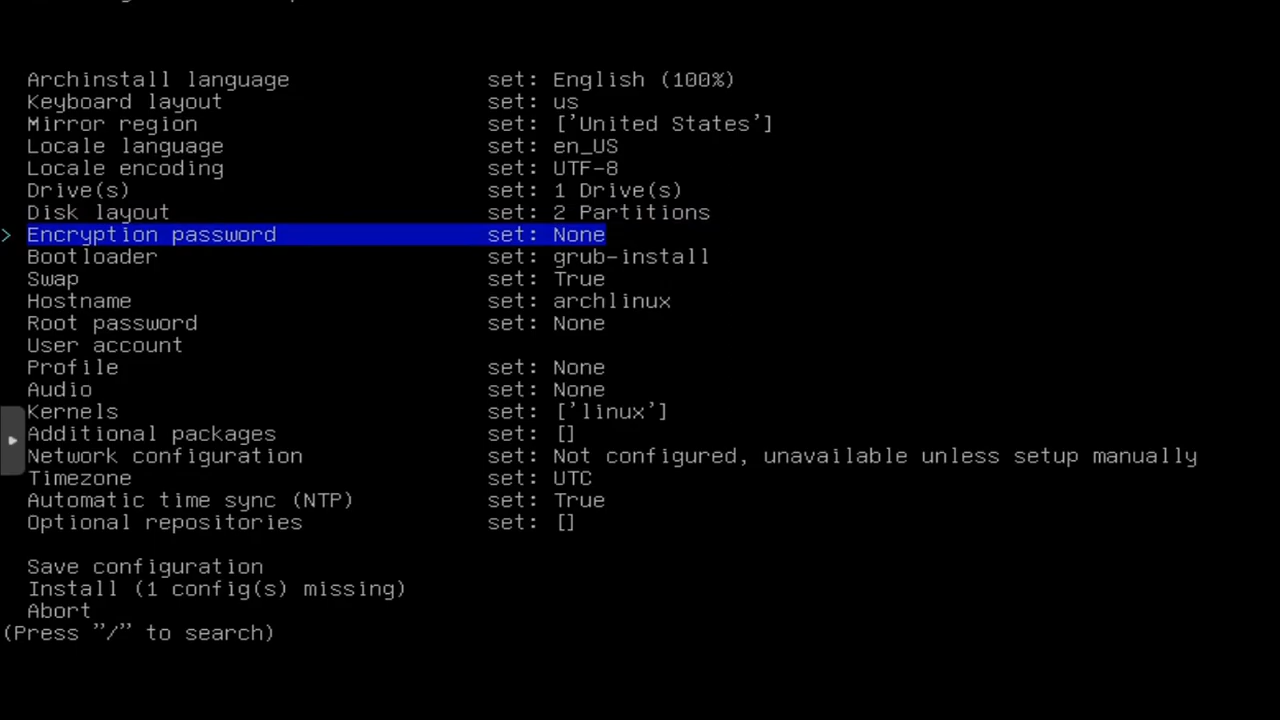 Archinstall language set: English (100%)
Keyboard layout set: us
Mirror region set: ['United States']
Locale language set: en_US
Locale encoding set: UTF-8
Drive(s) set: 1 Drive(s)
Disk layout set: 2 Partitions
> Encryption password set: None
Bootloader set: grub-install
Swap set: True
Hostname set: archlinux
Root password set: None
User account
Profile set: None
Audio set: None
Kernels set: ['linux']
Additional packages set: []
Network configuration set: Not configured, unavailable unless setup manually
Timezone set: UTC
Automatic time sync (NTP) set: True
Optional repositories set: []
Save configuration
Install (1 config(s) missing)
Abort
(Press "/" to search)